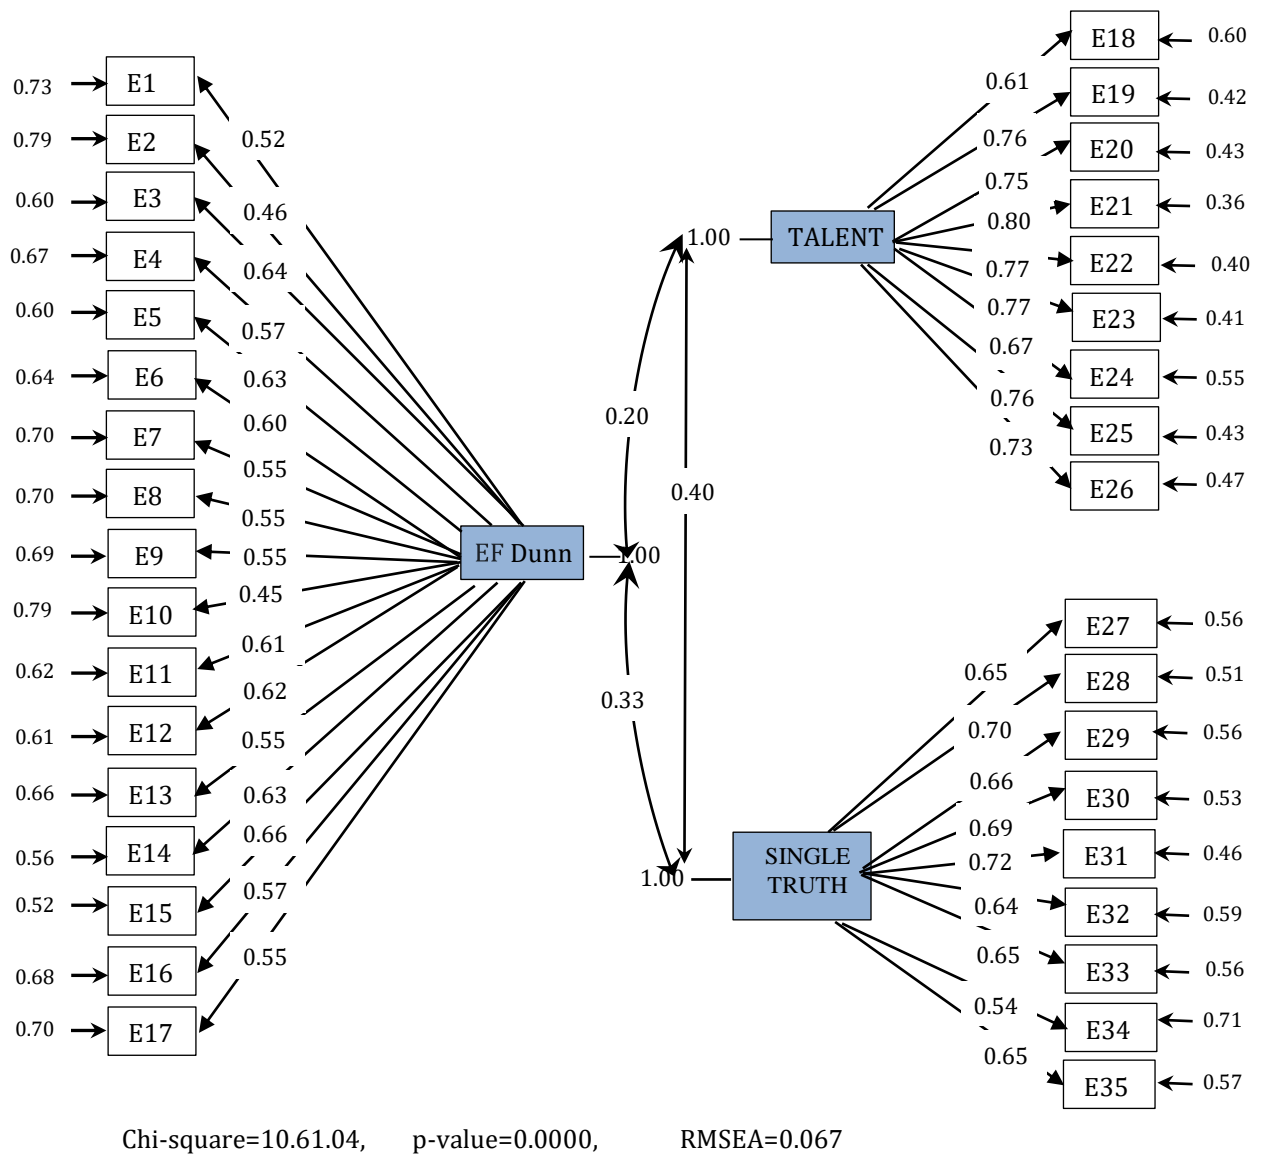 0.73 E1 0.52
0.79 E2 0.46
0.60 E3 0.64
0.67 E4 0.57
0.60 E5 0.63
0.64 E6 0.60
0.70 E7 0.55
0.70 E8 0.55
0.69 E9 0.55
0.79 E10 0.45
0.62 E11 0.61
0.61 E12 0.62
0.66 E13 0.55
0.56 E14 0.63
0.52 E15 0.66
0.68 E16 0.57
0.70 E17 0.55
EF Dunn 1.00
0.20
0.40
0.33
1.00 TALENT
0.61 E18 0.60
0.76 E19 0.42
0.75 E20 0.43
0.80 E21 0.36
0.77 E22 0.40
0.77 E23 0.41
0.67 E24 0.55
0.76 E25 0.43
0.73 E26 0.47
1.00 SINGLE
TRUTH
0.65 E27 0.56
0.70 E28 0.51
0.66 E29 0.56
0.69 E30 0.53
0.72 E31 0.46
0.64 E32 0.59
0.65 E33 0.56
0.54 E34 0.71
0.65 E35 0.57
Chi-square=10.61.04, p-value=0.0000, RMSEA=0.067